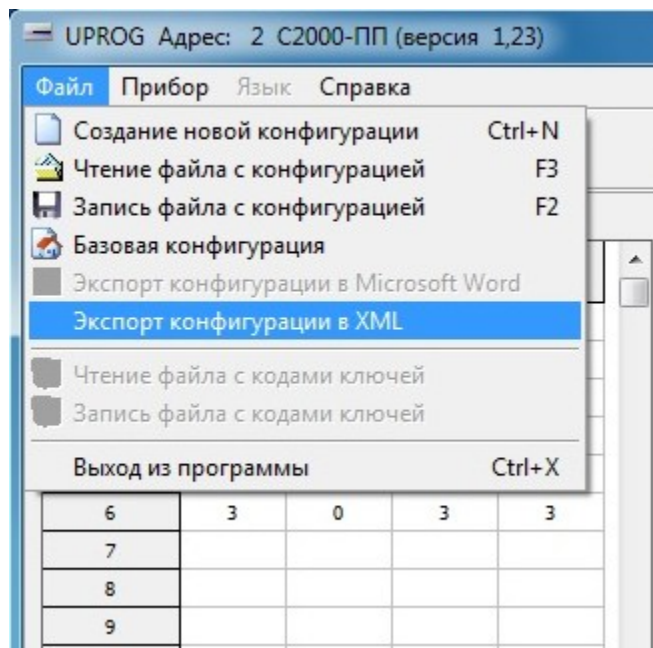 UPROG Адрес: 2 С2000-ПП (версия 1,23)
Файл Прибор Язык Справка
Создание новой конфигурации Ctrl+N
Чтение файла с конфигурацией F3
Запись файла с конфигурацией F2
Базовая конфигурация
Экспорт конфигурации в Microsoft Word
Экспорт конфигурации в XML
Чтение файла с кодами ключей
Запись файла с кодами ключей
Выход из программы Ctrl+X
6 3 0 3 3
7
8
9